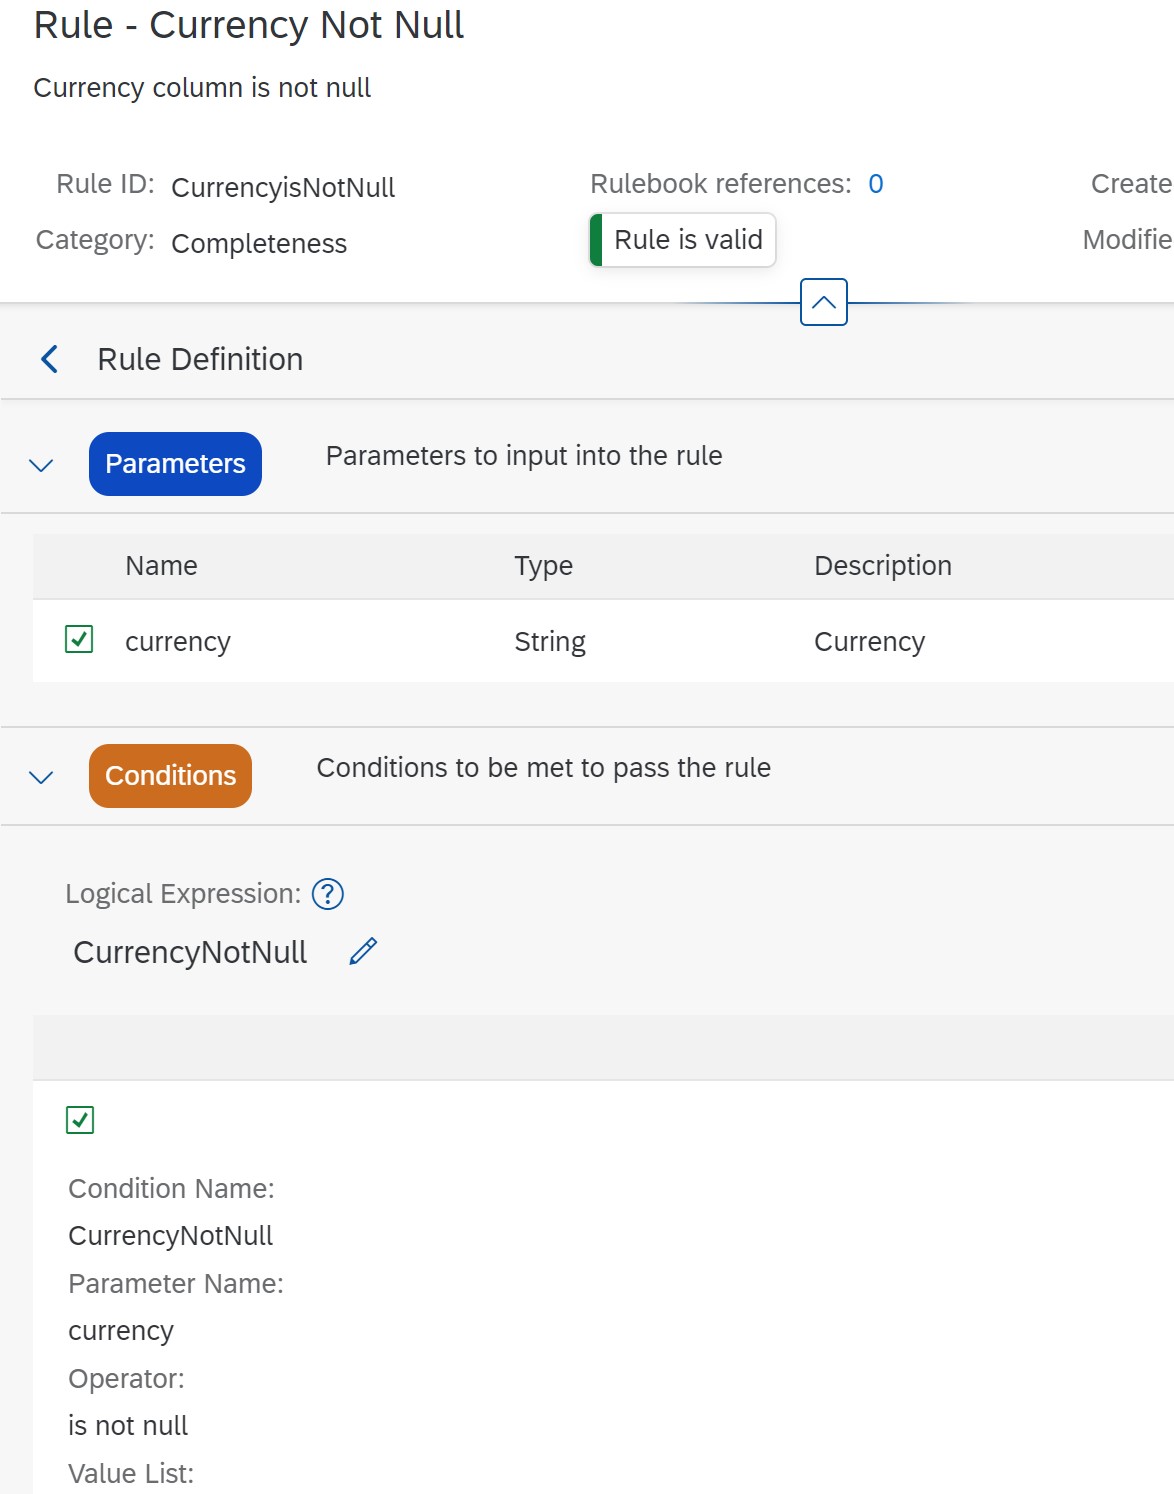 Rule - Currency Not Null
Currency column is not null
Rule ID: CurrencyisNotNull Rulebook references: 0 Create
Category: Completeness Rule is valid Modifie
Rule Definition
Parameters Parameters to input into the rule
Name Type Description
currency String Currency
Conditions Conditions to be met to pass the rule
Logical Expression: ?
CurrencyNotNull
Condition Name:
CurrencyNotNull
Parameter Name:
currency
Operator:
is not null
Value List: